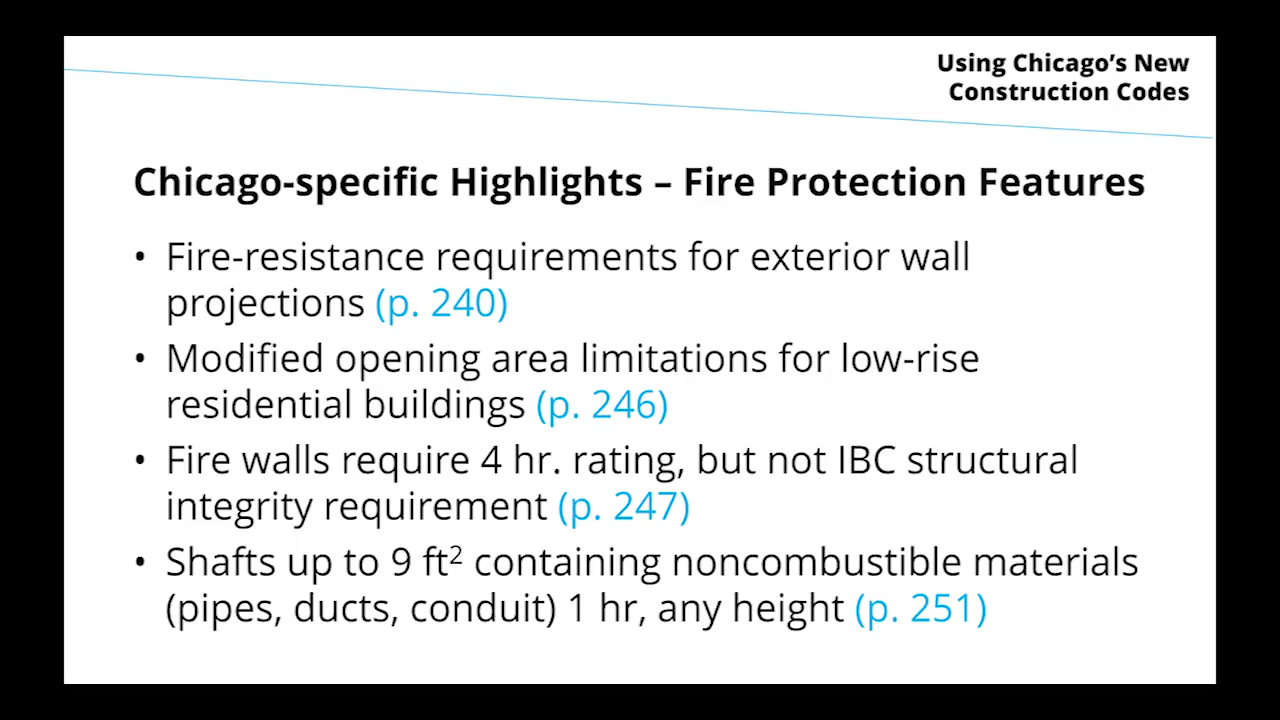 Using Chicago’s New
Construction Codes
Chicago-specific Highlights – Fire Protection Features
• Fire-resistance requirements for exterior wall
projections (p. 240)
• Modified opening area limitations for low-rise
residential buildings (p. 246)
• Fire walls require 4 hr. rating, but not IBC structural
integrity requirement (p. 247)
• Shafts up to 9 ft² containing noncombustible materials
(pipes, ducts, conduit) 1 hr, any height (p. 251)